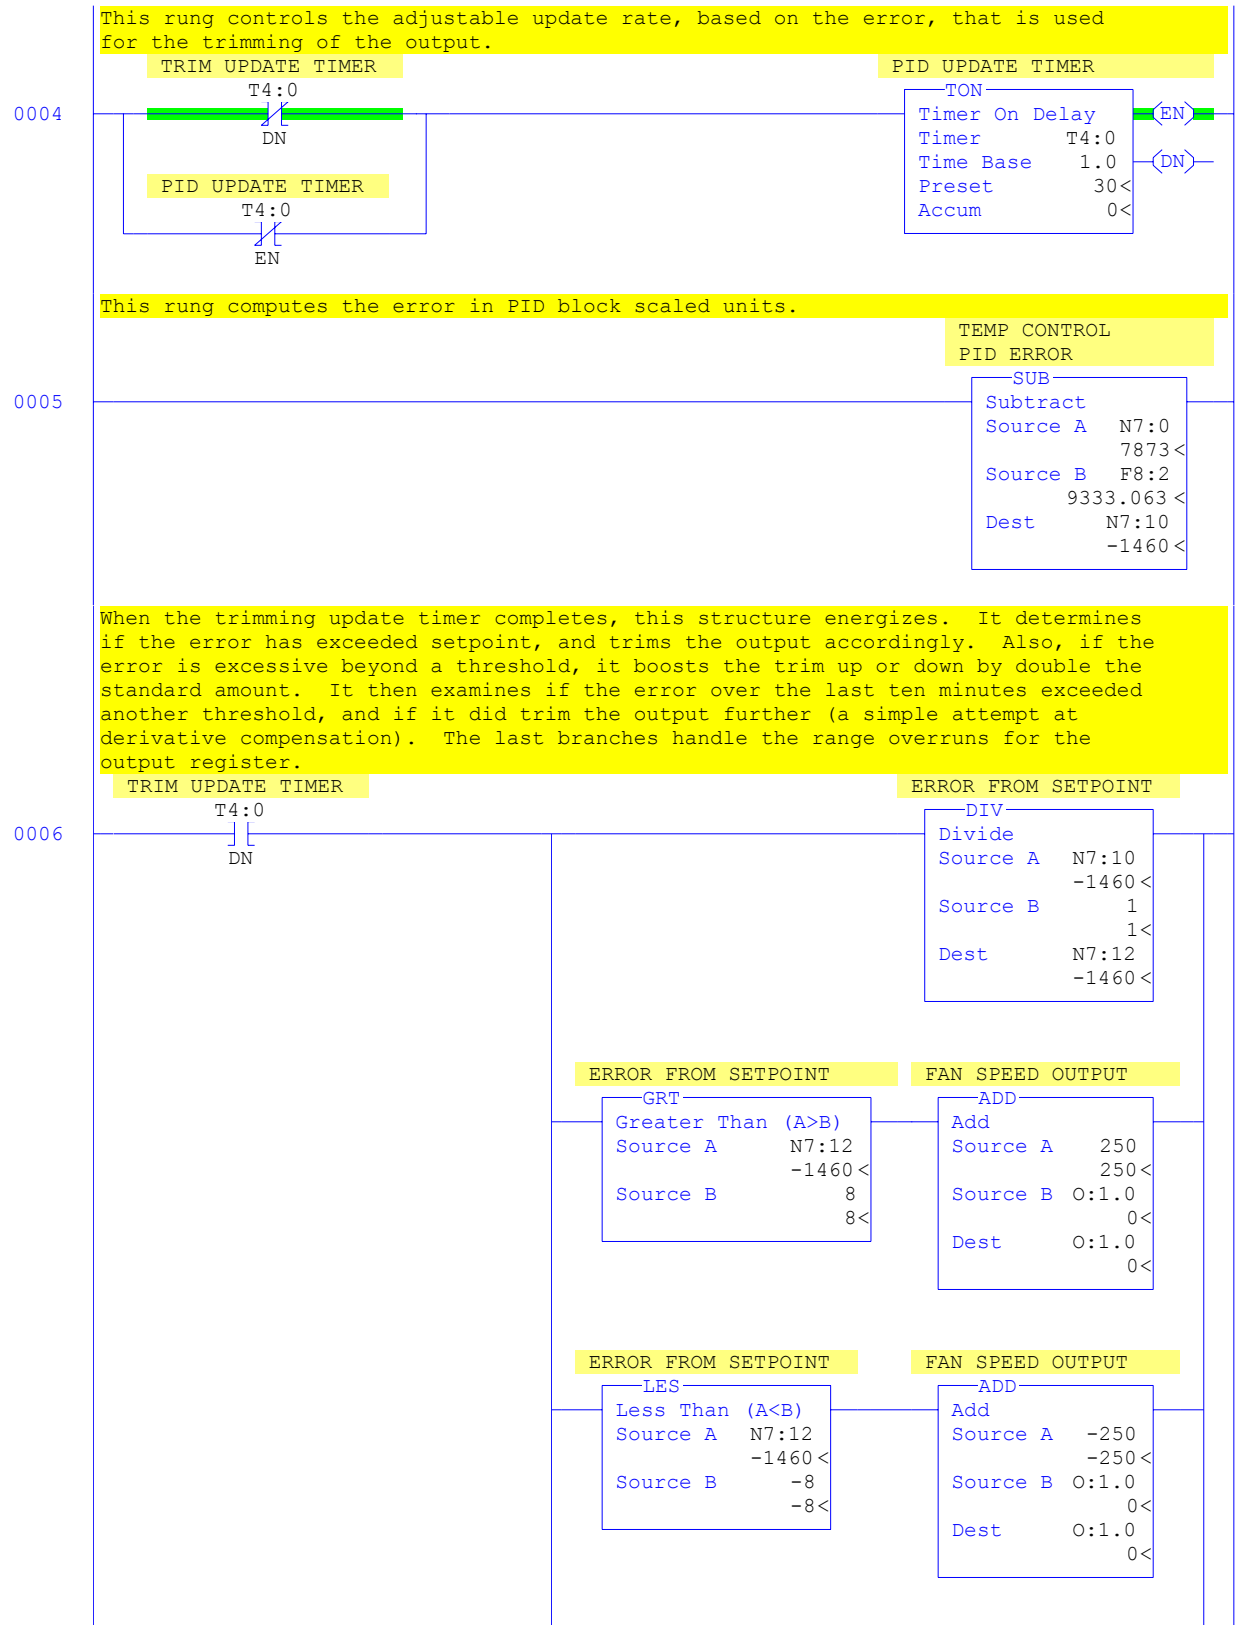 This rung controls the adjustable update rate, based on the error, that is used
for the trimming of the output.
TRIM UPDATE TIMER
T4:0
DN
0004
PID UPDATE TIMER
T4:0
EN
PID UPDATE TIMER
TON
Timer On Delay
Timer T4:0
Time Base 1.0
Preset 30<
Accum 0<
(EN)
(DN)
This rung computes the error in PID block scaled units.
TEMP CONTROL
PID ERROR
0005
SUB
Subtract
Source A N7:0
7873<
Source B F8:2
9333.063<
Dest N7:10
-1460<
When the trimming update timer completes, this structure energizes. It determines
if the error has exceeded setpoint, and trims the output accordingly. Also, if the
error is excessive beyond a threshold, it boosts the trim up or down by double the
standard amount. It then examines if the error over the last ten minutes exceeded
another threshold, and if it did trim the output further (a simple attempt at
derivative compensation). The last branches handle the range overruns for the
output register.
TRIM UPDATE TIMER
T4:0
DN
0006
ERROR FROM SETPOINT
DIV
Divide
Source A N7:10
-1460<
Source B 1
1<
Dest N7:12
-1460<
ERROR FROM SETPOINT
GRT
Greater Than (A>B)
Source A N7:12
-1460<
Source B 8
8<
FAN SPEED OUTPUT
ADD
Add
Source A 250
250<
Source B O:1.0
0<
Dest O:1.0
0<
ERROR FROM SETPOINT
LES
Less Than (A<B)
Source A N7:12
-1460<
Source B -8
-8<
FAN SPEED OUTPUT
ADD
Add
Source A -250
-250<
Source B O:1.0
0<
Dest O:1.0
0<